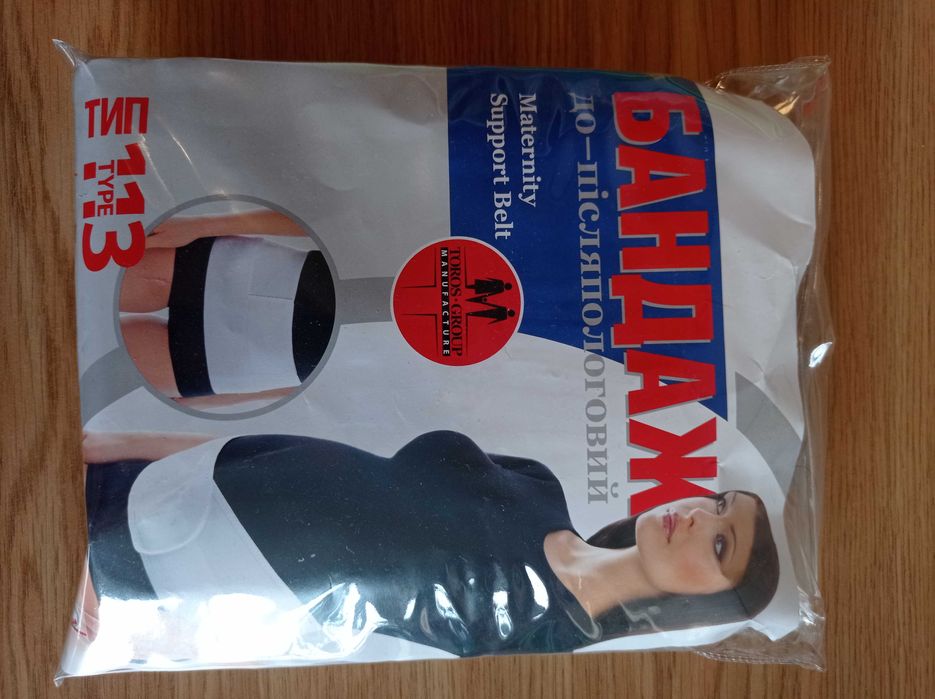 БАНДАЖ
до-післяпологовий
Maternity
Support Belt
TOROS-GROUP
MANUFACTURE
ТИП
TYPE
113